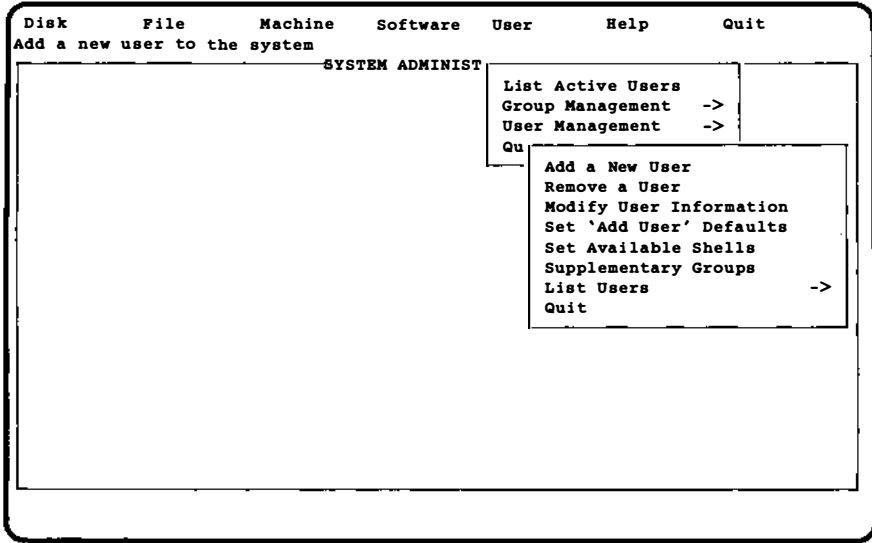 Disk File Machine Software User Help Quit
Add a new user to the system
SYSTEM ADMINIST
List Active Users
Group Management ->
User Management ->
Qu
Add a New User
Remove a User
Modify User Information
Set `Add User' Defaults
Set Available Shells
Supplementary Groups
List Users ->
Quit